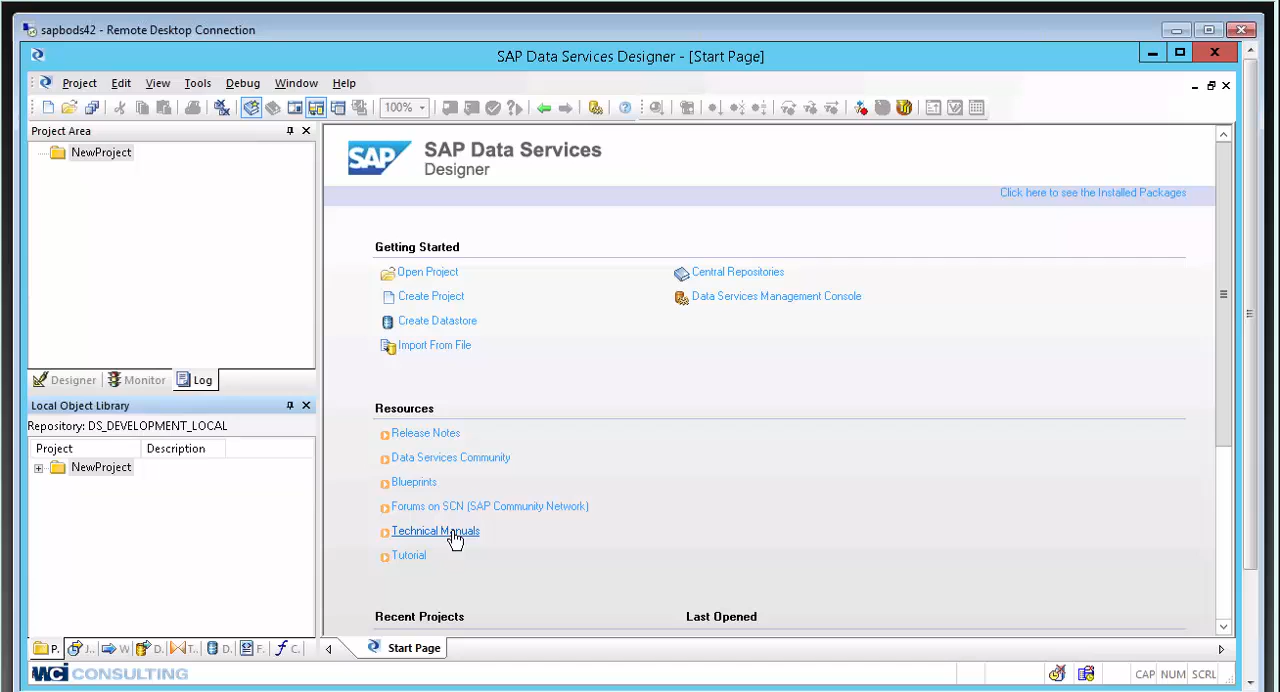 sapbods42 - Remote Desktop Connection
SAP Data Services Designer - [Start Page]
Project Edit View Tools Debug Window Help
100%
Project Area
NewProject
Designer Monitor Log
Local Object Library
Repository: DS_DEVELOPMENT_LOCAL
Project Description
NewProject
P. J.. W D. T.. D. F. C.
SAP
SAP Data Services
Designer
Click here to see the Installed Packages
Getting Started
Open Project
Central Repositories
Create Project
Data Services Management Console
Create Datastore
Import From File
Resources
Release Notes
Data Services Community
Blueprints
Forums on SCN (SAP Community Network)
Technical Manuals
Tutorial
Recent Projects Last Opened
Start Page
WCI CONSULTING
CAP NUM SCRL